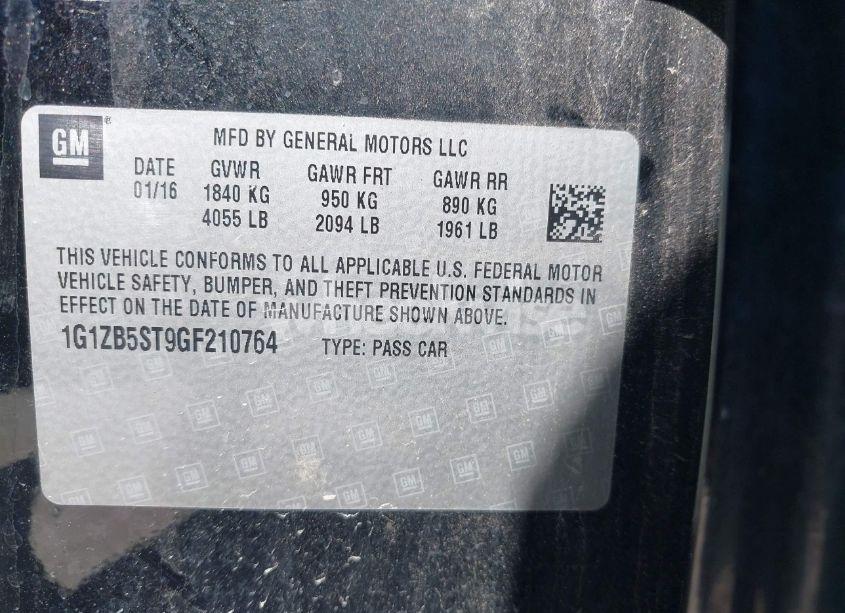 GM
MFD BY GENERAL MOTORS LLC
DATE GVWR GAWR FRT GAWR RR
01/16 1840 KG 950 KG 890 KG
4055 LB 2094 LB 1961 LB
THIS VEHICLE CONFORMS TO ALL APPLICABLE U.S. FEDERAL MOTOR
VEHICLE SAFETY, BUMPER, AND THEFT PREVENTION STANDARDS IN
EFFECT ON THE DATE OF MANUFACTURE SHOWN ABOVE.
1G1ZB5ST9GF210764 TYPE: PASS CAR